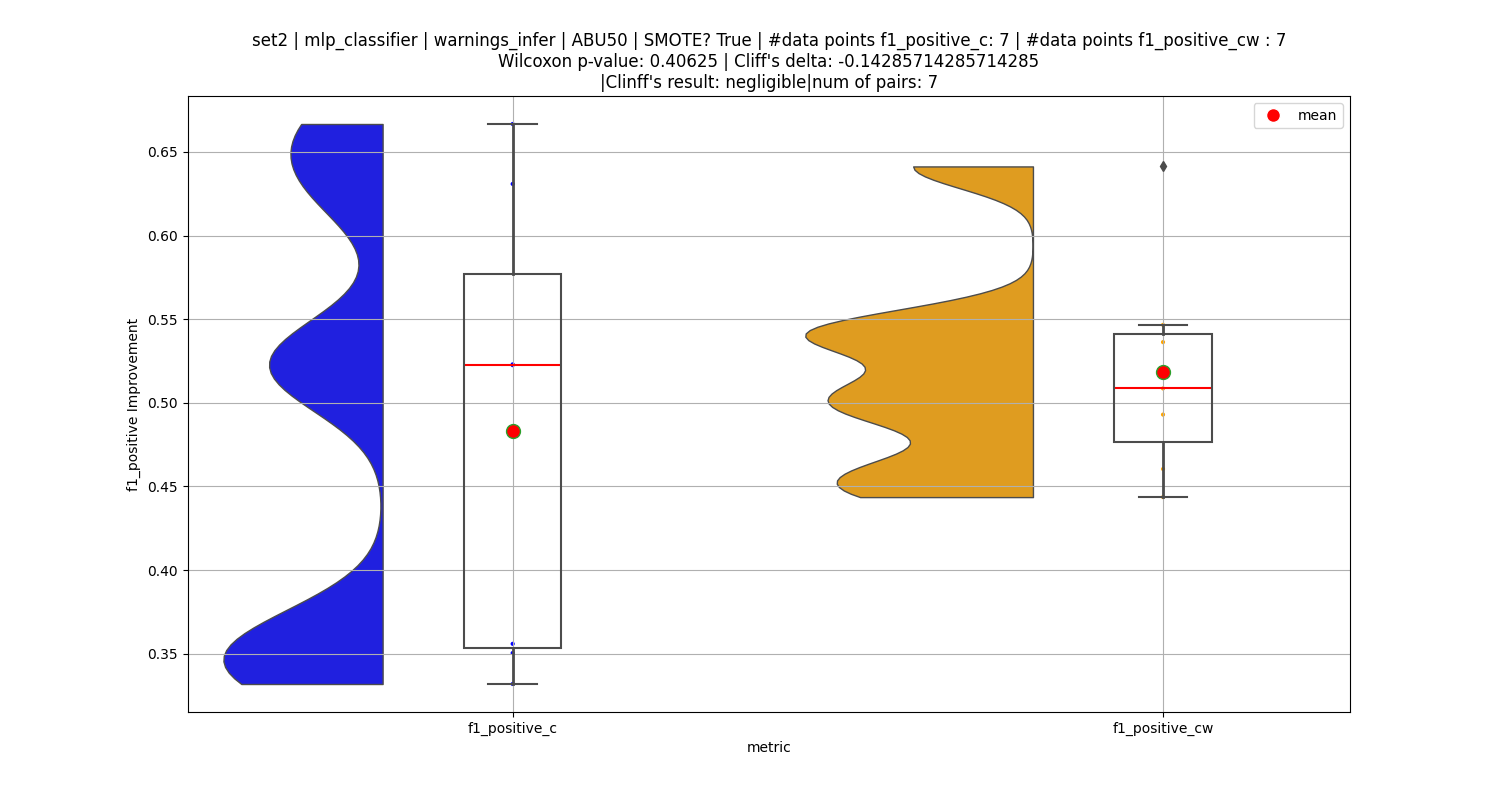 set2 | mlp_classifier | warnings_infer | ABU50 | SMOTE? True | #data points f1_positive_c: 7 | #data points f1_positive_cw : 7
Wilcoxon p-value: 0.40625 | Cliff's delta: -0.14285714285714285
|Clinff's result: negligible|num of pairs: 7
mean
0.65
0.60
0.55
0.50
0.45
0.40
0.35
f1_positive Improvement
f1_positive_c
f1_positive_cw
metric